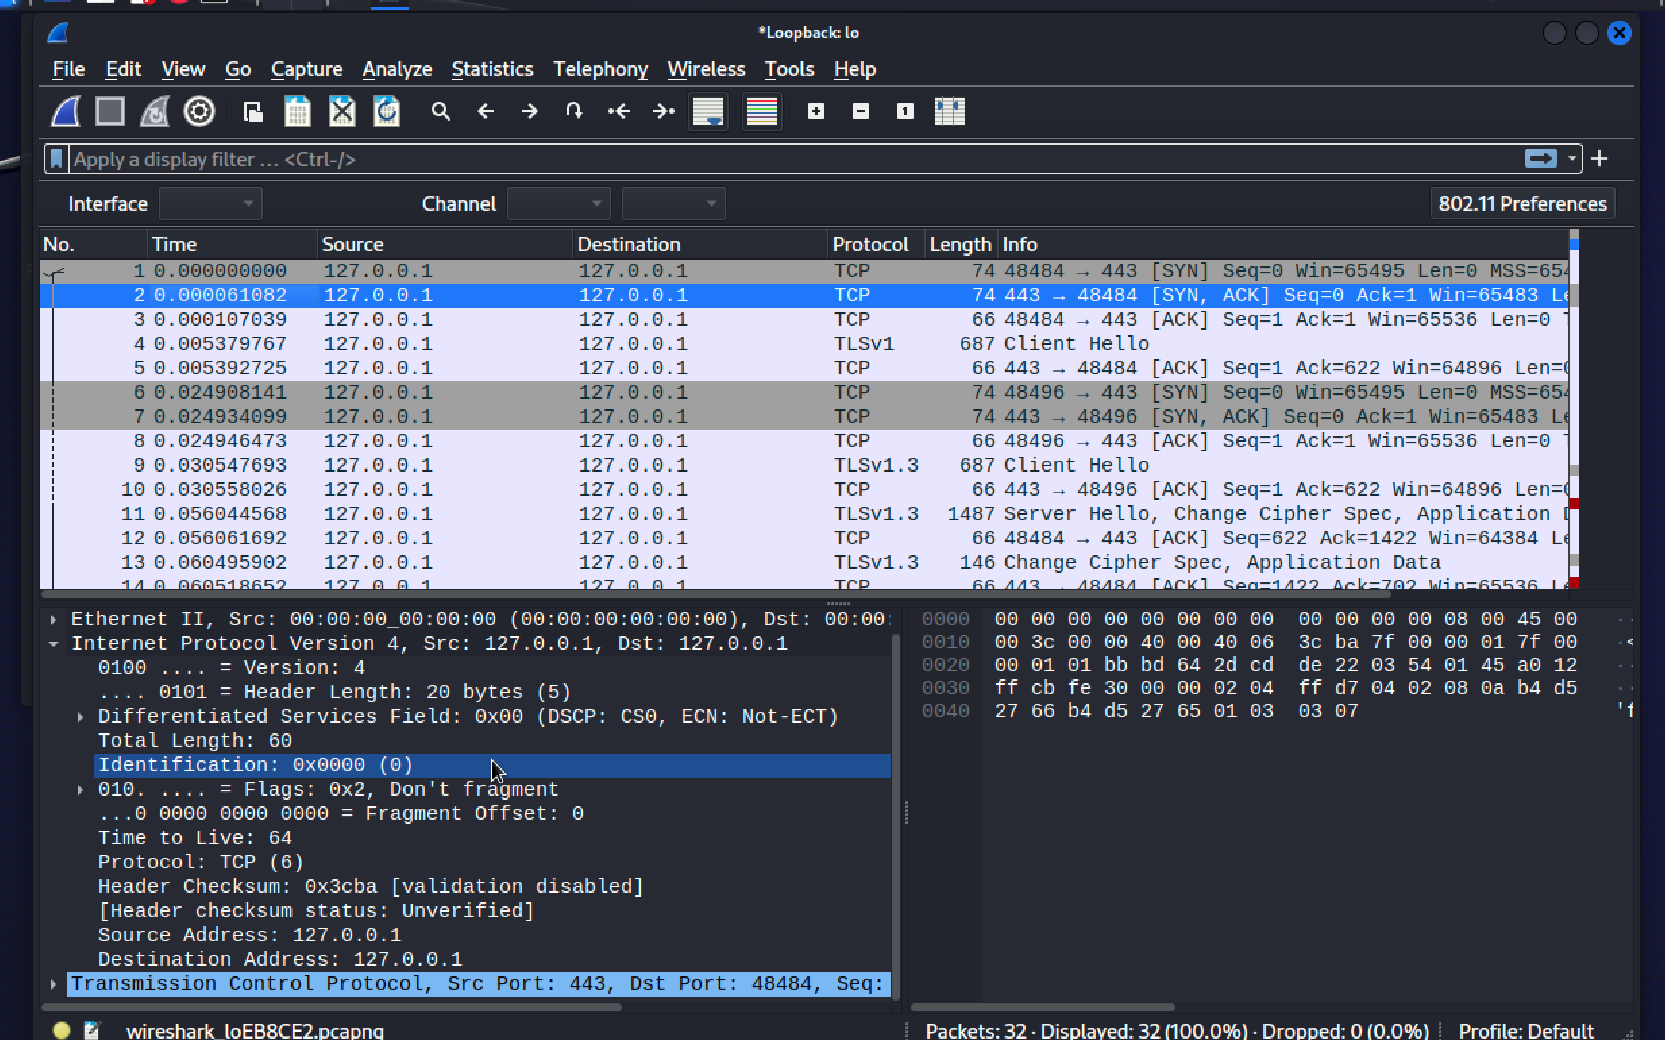 *Loopback: lo
File Edit View Go Capture Analyze Statistics Telephony Wireless Tools Help
Apply a display filter ... <Ctrl-/>
Interface Channel 802.11 Preferences
No. Time Source Destination Protocol Length Info
1 0.000000000 127.0.0.1 127.0.0.1 TCP 74 48484 → 443 [SYN] Seq=0 Win=65495 Len=0 MSS=654
2 0.000061082 127.0.0.1 127.0.0.1 TCP 74 443 → 48484 [SYN, ACK] Seq=0 Ack=1 Win=65483 Le
3 0.000107039 127.0.0.1 127.0.0.1 TCP 66 48484 → 443 [ACK] Seq=1 Ack=1 Win=65536 Len=0
4 0.005379767 127.0.0.1 127.0.0.1 TLSv1 687 Client Hello
5 0.005392725 127.0.0.1 127.0.0.1 TCP 66 443 → 48484 [ACK] Seq=1 Ack=622 Win=64896 Len=
6 0.024908141 127.0.0.1 127.0.0.1 TCP 74 48496 → 443 [SYN] Seq=0 Win=65495 Len=0 MSS=654
7 0.024934099 127.0.0.1 127.0.0.1 TCP 74 443 → 48496 [SYN, ACK] Seq=0 Ack=1 Win=65483 Le
8 0.024946473 127.0.0.1 127.0.0.1 TCP 66 48496 → 443 [ACK] Seq=1 Ack=1 Win=65536 Len=0
9 0.030547693 127.0.0.1 127.0.0.1 TLSv1.3 687 Client Hello
10 0.030558026 127.0.0.1 127.0.0.1 TCP 66 443 → 48496 [ACK] Seq=1 Ack=622 Win=64896 Len=
11 0.056044568 127.0.0.1 127.0.0.1 TLSv1.3 1487 Server Hello, Change Cipher Spec, Application
12 0.056061692 127.0.0.1 127.0.0.1 TCP 66 48484 → 443 [ACK] Seq=622 Ack=1422 Win=64384 Le
13 0.060495902 127.0.0.1 127.0.0.1 TLSv1.3 146 Change Cipher Spec, Application Data
14 0.060518652 127.0.0.1 127.0.0.1 TCP 66 443 → 48484 [ACK] Seq=1422 Ack=702 Win=65536 Le
Ethernet II, Src: 00:00:00_00:00:00 (00:00:00:00:00:00), Dst: 00:00:
Internet Protocol Version 4, Src: 127.0.0.1, Dst: 127.0.0.1
0100 .... = Version: 4
.... 0101 = Header Length: 20 bytes (5)
Differentiated Services Field: 0x00 (DSCP: CS0, ECN: Not-ECT)
Total Length: 60
Identification: 0x0000 (0)
010. .... = Flags: 0x2, Don't fragment
...0 0000 0000 0000 = Fragment Offset: 0
Time to Live: 64
Protocol: TCP (6)
Header Checksum: 0x3cba [validation disabled]
[Header checksum status: Unverified]
Source Address: 127.0.0.1
Destination Address: 127.0.0.1
Transmission Control Protocol, Src Port: 443, Dst Port: 48484, Seq:
0000 00 00 00 00 00 00 00 00 00 00 00 00 08 00 45 00 ··
0010 00 3c 00 00 40 00 40 06 3c ba 7f 00 00 01 7f 00 ·<
0020 00 01 01 bb bd 64 2d cd de 22 03 54 01 45 a0 12 ··
0030 ff cb fe 30 00 00 02 04 ff d7 04 02 08 0a b4 d5 ··
0040 27 66 b4 d5 27 65 01 03 03 07 'f
wireshark_loEB8CE2.pcapng Packets: 32 · Displayed: 32 (100.0%) · Dropped: 0 (0.0%) Profile: Default